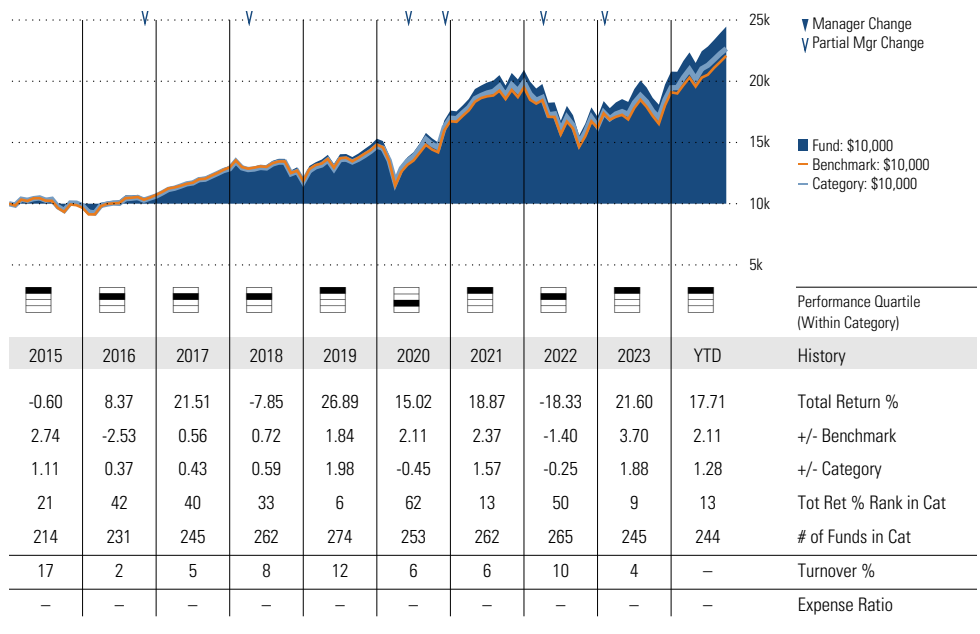 25k
▼ Manager Change
∨ Partial Mgr Change
20k
15k
Fund: $10,000
Benchmark: $10,000
Category: $10,000
10k
5k
Performance Quartile
(Within Category)
2015 2016 2017 2018 2019 2020 2021 2022 2023 YTD History
-0.60 8.37 21.51 -7.85 26.89 15.02 18.87 -18.33 21.60 17.71 Total Return %
2.74 -2.53 0.56 0.72 1.84 2.11 2.37 -1.40 3.70 2.11 +/- Benchmark
1.11 0.37 0.43 0.59 1.98 -0.45 1.57 -0.25 1.88 1.28 +/- Category
21 42 40 33 6 62 13 50 9 13 Tot Ret % Rank in Cat
214 231 245 262 274 253 262 265 245 244 # of Funds in Cat
17 2 5 8 12 6 6 10 4 – Turnover %
– – – – – – – – – – Expense Ratio